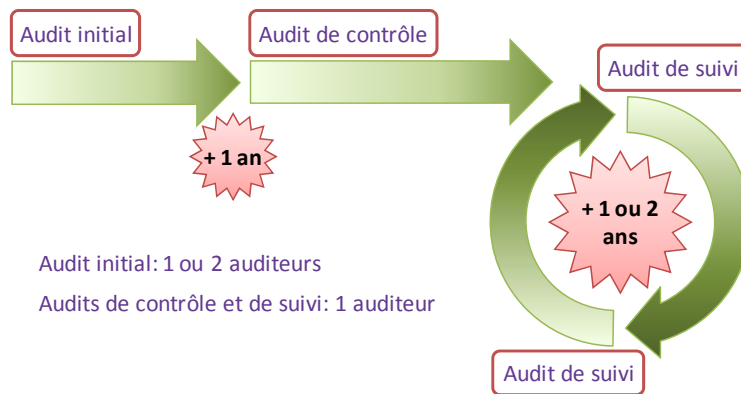 Audit initial
Audit de contrôle
Audit de suivi
+ 1 an
+ 1 ou 2
ans
Audit initial: 1 ou 2 auditeurs
Audits de contrôle et de suivi: 1 auditeur
Audit de suivi